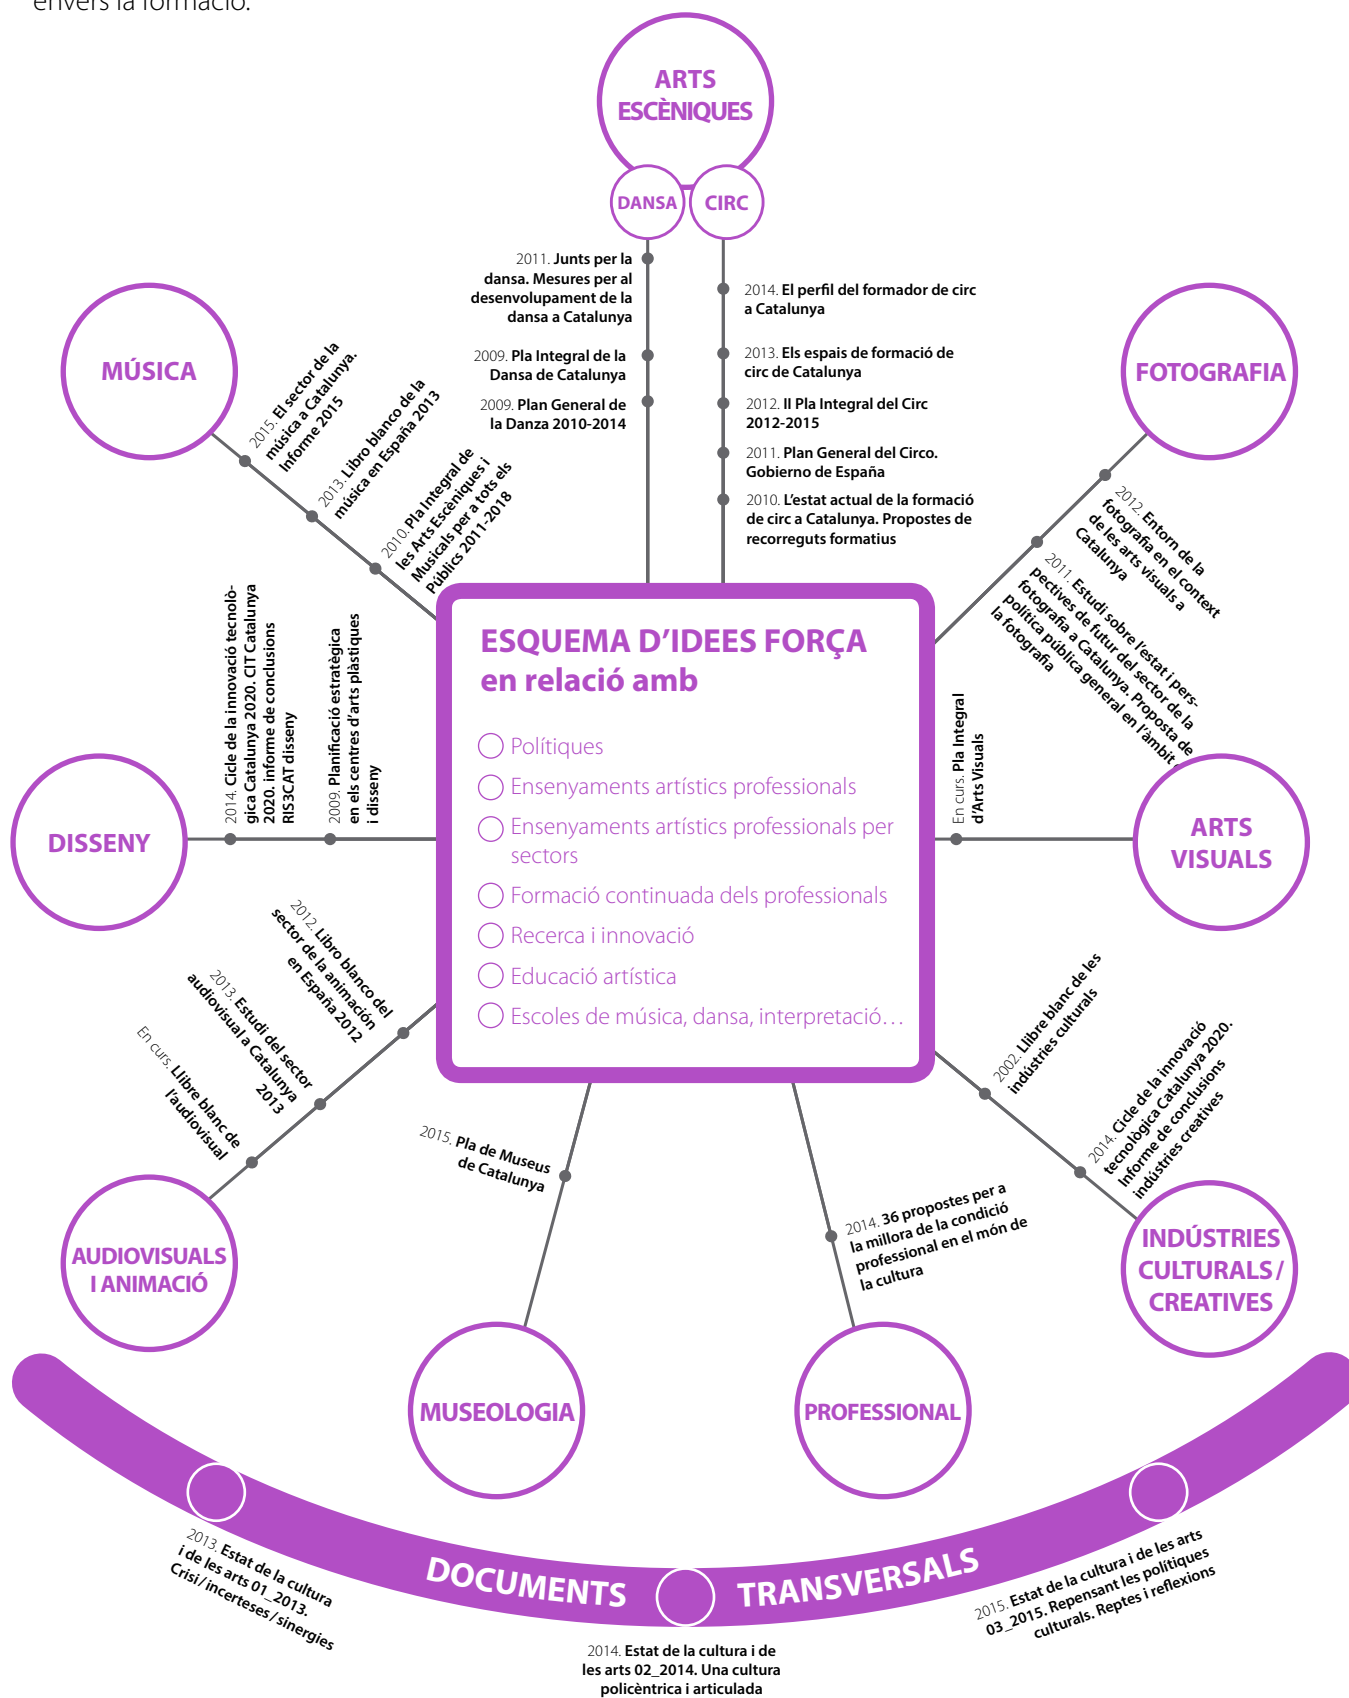 envers la formació.
ARTS
ESCÈNIQUES
DANSA
CIRC
2011. Junts per la
dansa. Mesures per al
desenvolupament de la
dansa a Catalunya
2009. Pla Integral de la
Dansa de Catalunya
2009. Plan General de
la Danza 2010-2014
2014. El perfil del formador de circ
a Catalunya
2013. Els espais de formació de
circ de Catalunya
2012. II Pla Integral del Circ
2012-2015
2011. Plan General del Circo.
Gobierno de España
2010. L’estat actual de la formació
de circ a Catalunya. Propostes de
recorreguts formatius
MÚSICA
2015. El sector de la
música a Catalunya.
Informe 2015
2013. Libro blanco de la
música en España 2013
2010. Pla Integral de
les Arts Escèniques i
Musicals per a tots els
Públics 2011-2018
FOTOGRAFIA
2012. Entorn de la
fotografia en el context
de les arts visuals a
Catalunya
2011. Estudi sobre l’estat i pers-
pectives de futur del sector de la
fotografia a Catalunya. Proposta de
política pública general en l’àmbit
la fotografia
DISSENY
2014. Cicle de la innovació tecnolò-
gica Catalunya 2020. CIT Catalunya
2020. informe de conclusions
RIS3CAT disseny
2009. Planificació estratègica
en els centres d’arts plàstiques
i disseny
ESQUEMA D’IDEES FORÇA
en relació amb
Polítiques
Ensenyaments artístics professionals
Ensenyaments artístics professionals per
sectors
Formació continuada dels professionals
Recerca i innovació
Educació artística
Escoles de música, dansa, interpretació…
En curs. Pla Integral
d’Arts Visuals
ARTS
VISUALS
2012. Libro blanco del
sector de la animación
en España 2012
2013. Estudi del sector
audiovisual a Catalunya
2013
En curs. Llibre blanc de
l’audiovisual
AUDIOVISUALS
I ANIMACIÓ
2015. Pla de Museus
de Catalunya
MUSEOLOGIA
2014. 36 propostes per a
la millora de la condició
professional en el món de
la cultura
PROFESSIONAL
2002. Llibre blanc de les
indústries culturals
2014. Cicle de la innovació
tecnològica Catalunya 2020.
Informe de conclusions
indústries creatives
INDÚSTRIES
CULTURALS/
CREATIVES
DOCUMENTS TRANSVERSALS
2013. Estat de la cultura
i de les arts 01_2013.
Crisi/incerteses/sinergies
2014. Estat de la cultura i de
les arts 02_2014. Una cultura
policèntrica i articulada
2015. Estat de la cultura i de les arts
03_2015. Repensant les polítiques
culturals. Reptes i reflexions